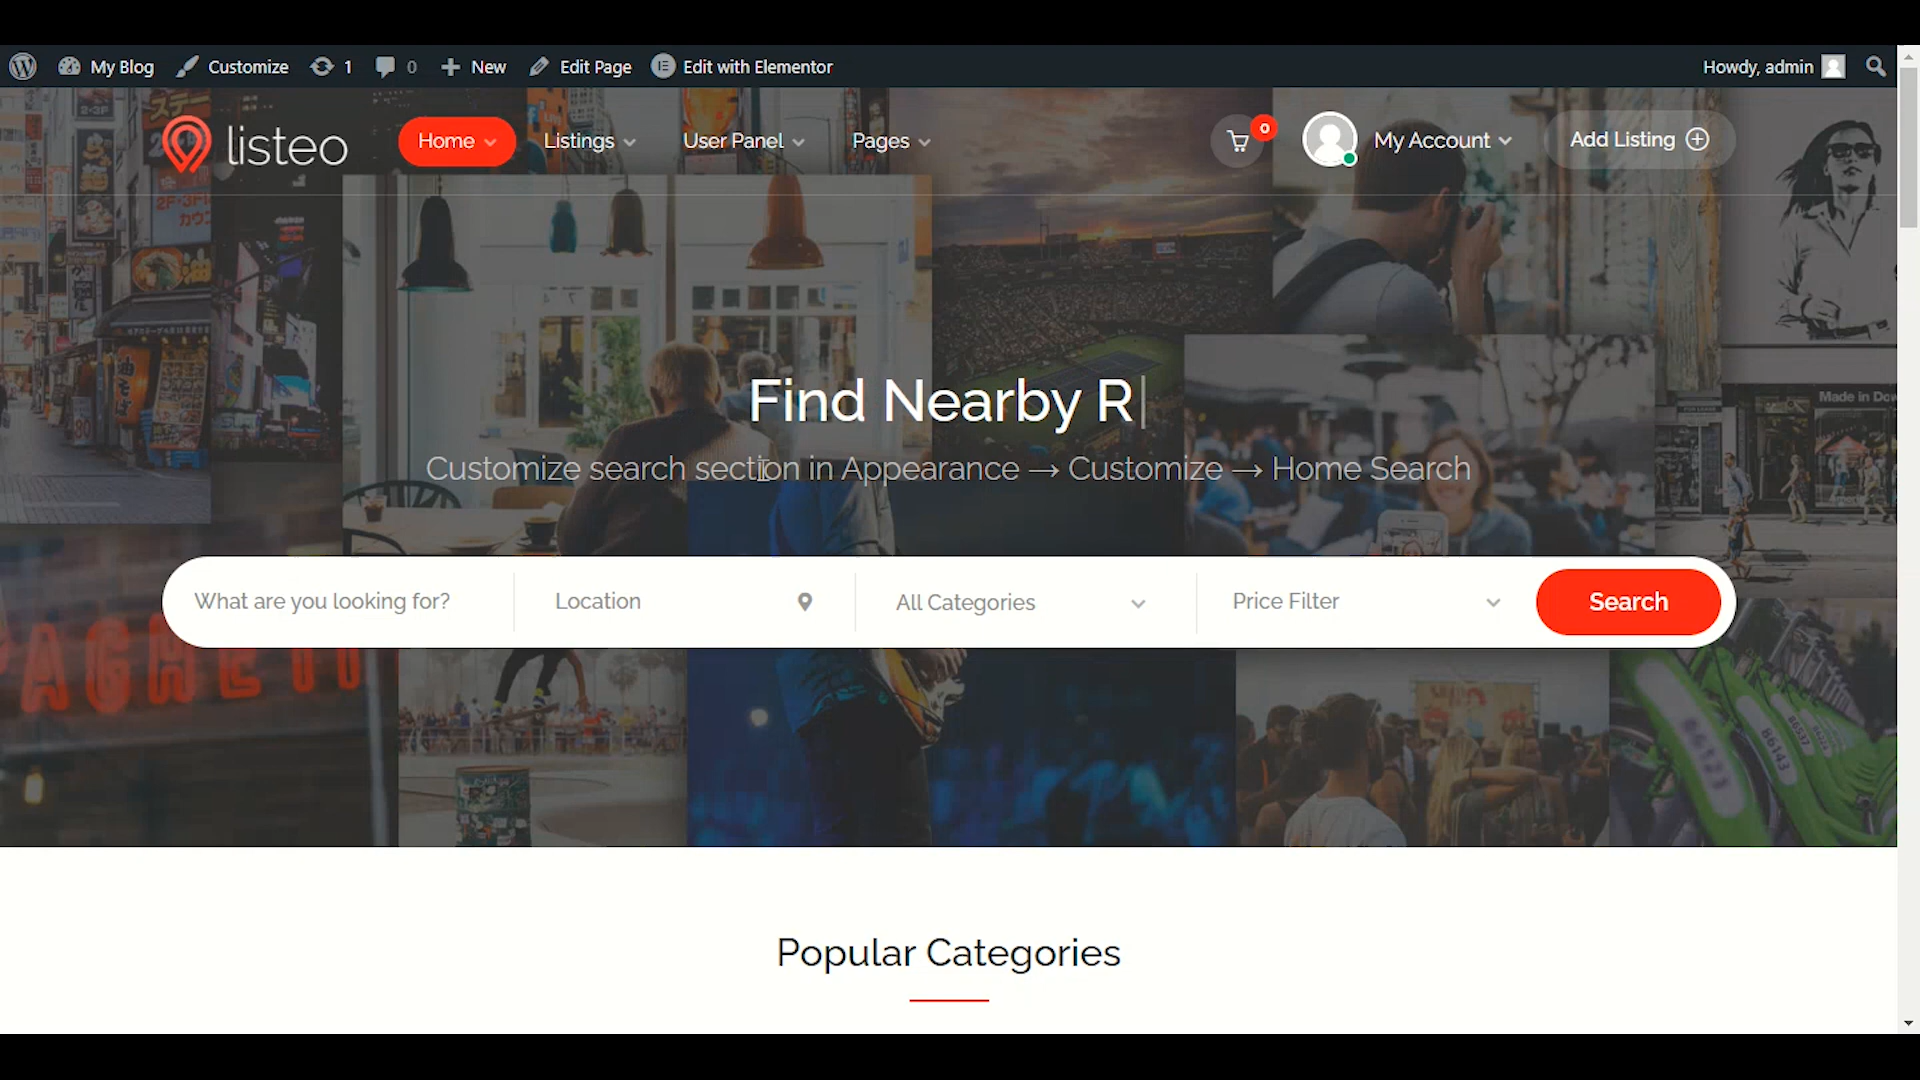 My Blog Customize 1 0 New Edit Page Edit with Elementor Howdy, admin
listeo Home Listings User Panel Pages 0 My Account Add Listing
Find Nearby R
Customize search section in Appearance → Customize → Home Search
What are you looking for? Location All Categories Price Filter Search
Popular Categories